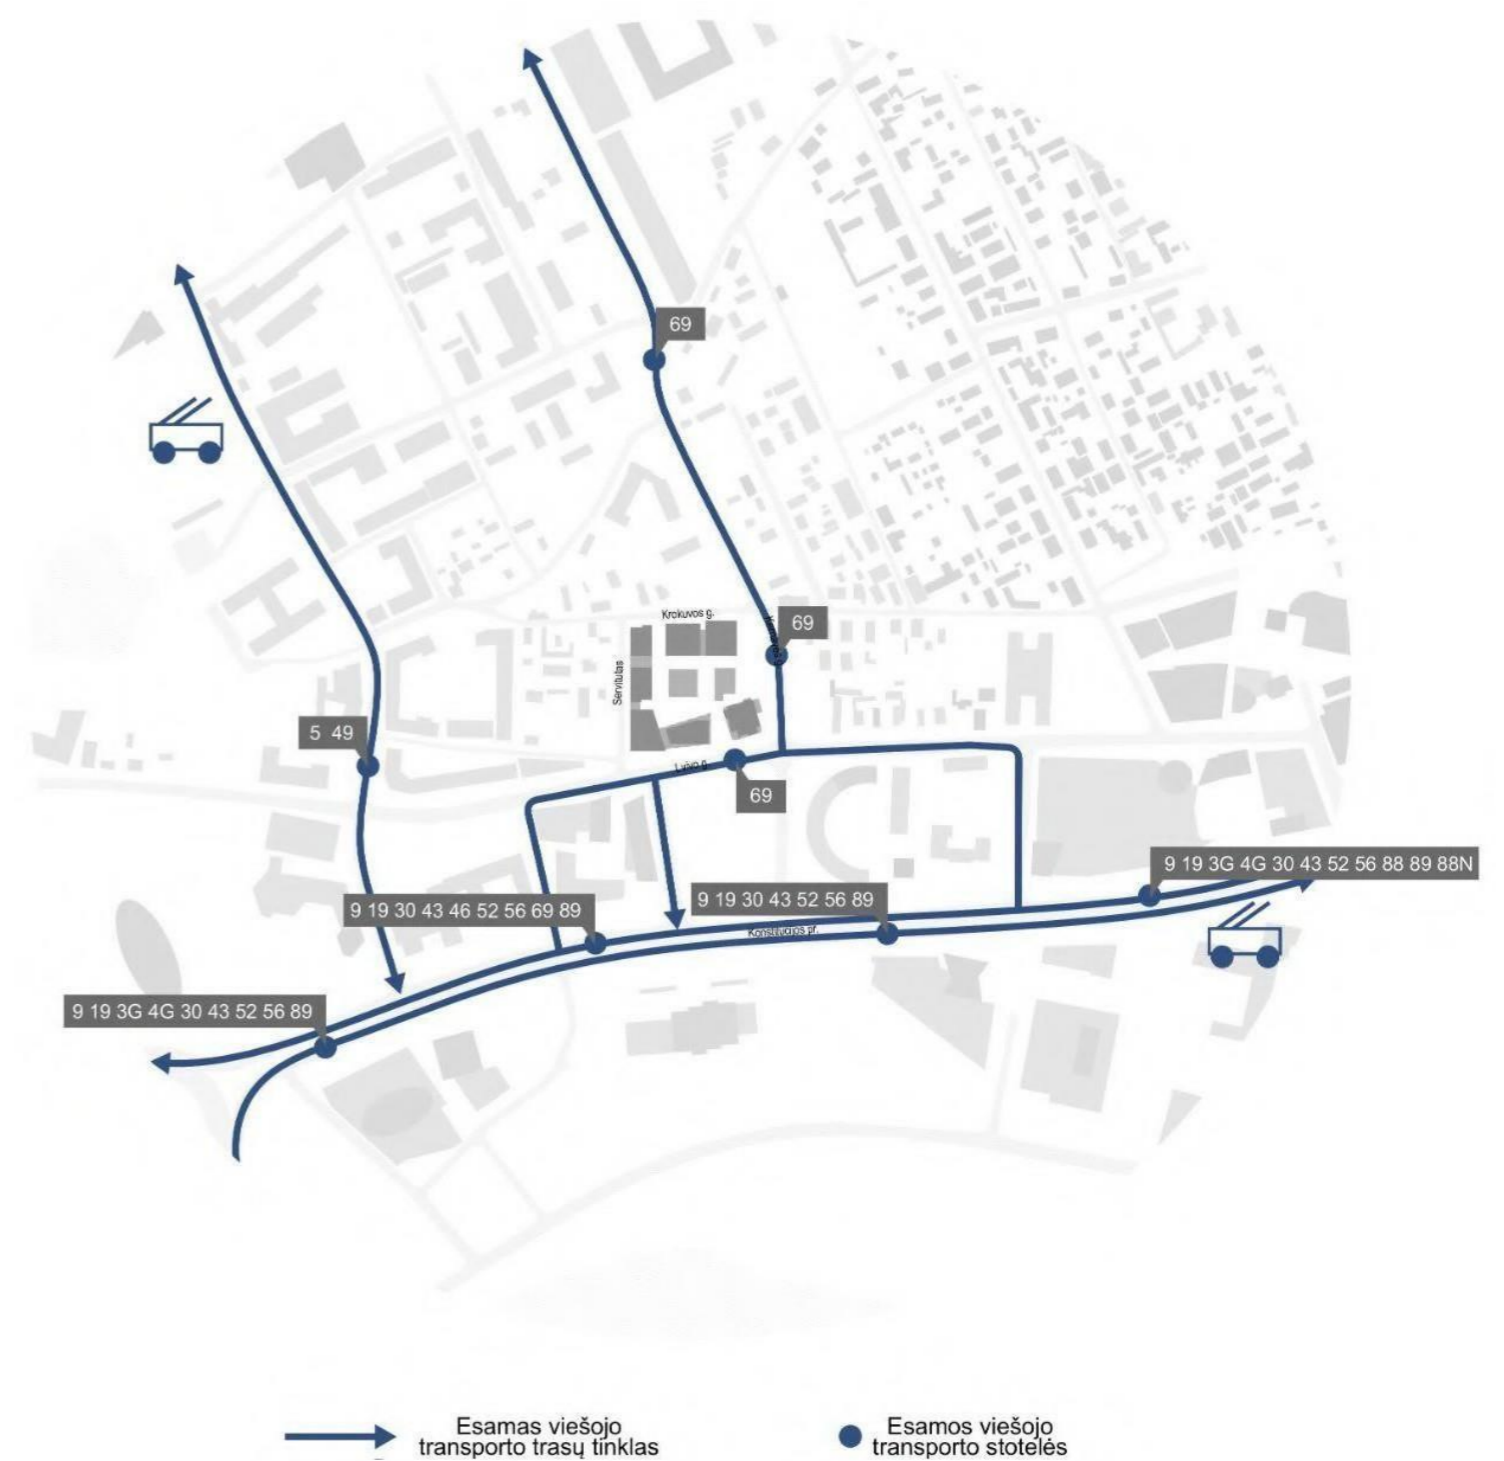 69
Krokuvos g.
69
Servitutas
5 49
Lvivo g.
69
9 19 3G 4G 30 43 52 56 88 89 88N
9 19 30 43 52 56 89
9 19 30 43 46 52 56 69 89
Konstitucijos pr.
9 19 3G 4G 30 43 52 56 89
Esamas viešojo
transporto trasų tinklas
Esamos viešojo
transporto stotelės